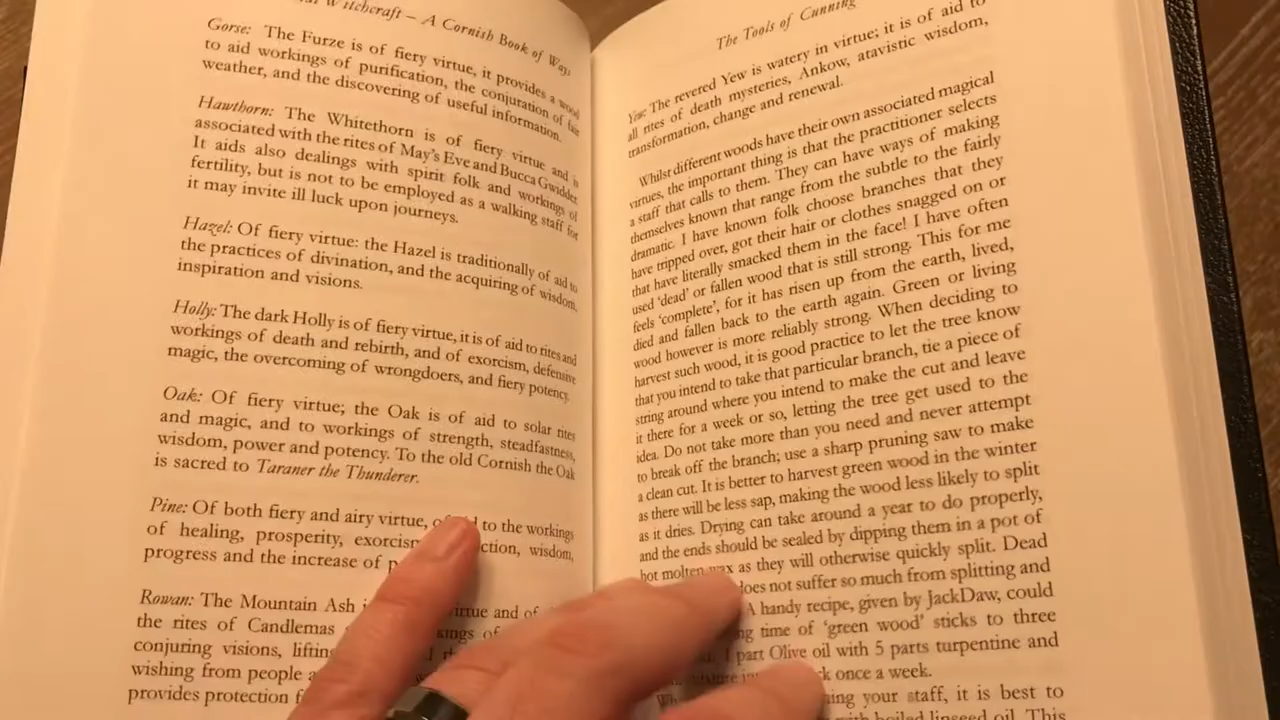 Witchcraft – A Cornish Book of Ways
Gorse: The Furze is of fiery virtue, it provides a wood
to aid workings of purification, the conjuration of fair
weather, and the discovering of useful information.
Hawthorn: The Whitethorn is of fiery virtue and is
associated with the rites of May's Eve and Bucca Gwidder.
It aids also dealings with spirit folk and workings of
fertility, but is not to be employed as a walking staff for
it may invite ill luck upon journeys.
Hazel: Of fiery virtue: the Hazel is traditionally of aid to
the practices of divination, and the acquiring of wisdom,
inspiration and visions.
Holly: The dark Holly is of fiery virtue, it is of aid to rites and
workings of death and rebirth, and of exorcism, defensive
magic, the overcoming of wrongdoers, and fiery potency.
Oak: Of fiery virtue; the Oak is of aid to solar rites
and magic, and to workings of strength, steadfastness,
wisdom, power and potency. To the old Cornish the Oak
is sacred to Taraner the Thunderer.
Pine: Of both fiery and airy virtue, to the workings
of healing, prosperity, wisdom,
progress and the increase of
Rowan: The Mountain Ash and of
the rites of Candlemas of
conjuring visions,
wishing from people
provides protection
The Tools of Cunning
Yew: The revered Yew is watery in virtue; it is of aid to
all rites of death mysteries, Ankow, atavistic wisdom,
transformation, change and renewal.
Whilst different woods have their own associated magical
virtues, the important thing is that the practitioner selects
a staff that calls to them. They can have ways of making
themselves known that range from the subtle to the fairly
dramatic. I have known folk choose branches that they
have tripped over, got their hair or clothes snagged on or
that have literally smacked them in the face! I have often
used 'dead' or fallen wood that is still strong. This for me
feels 'complete', for it has risen up from the earth, lived,
died and fallen back to the earth again. Green or living
wood however is more reliably strong. When deciding to
harvest such wood, it is good practice to let the tree know
that you intend to take that particular branch, tie a piece of
string around where you intend to make the cut and leave
it there for a week or so, letting the tree get used to the
idea. Do not take more than you need and never attempt
to break off the branch; use a sharp pruning saw to make
a clean cut. It is better to harvest green wood in the winter
as there will be less sap, making the wood less likely to split
as it dries. Drying can take around a year to do properly,
and the ends should be sealed by dipping them in a pot of
hot molten wax as they will otherwise quickly split. Dead
does not suffer so much from splitting and
A handy recipe, given by JackDaw, could
time of 'green wood' sticks to three
1 part Olive oil with 5 parts turpentine and
once a week.
your staff, it is best to
with boiled linseed oil. This